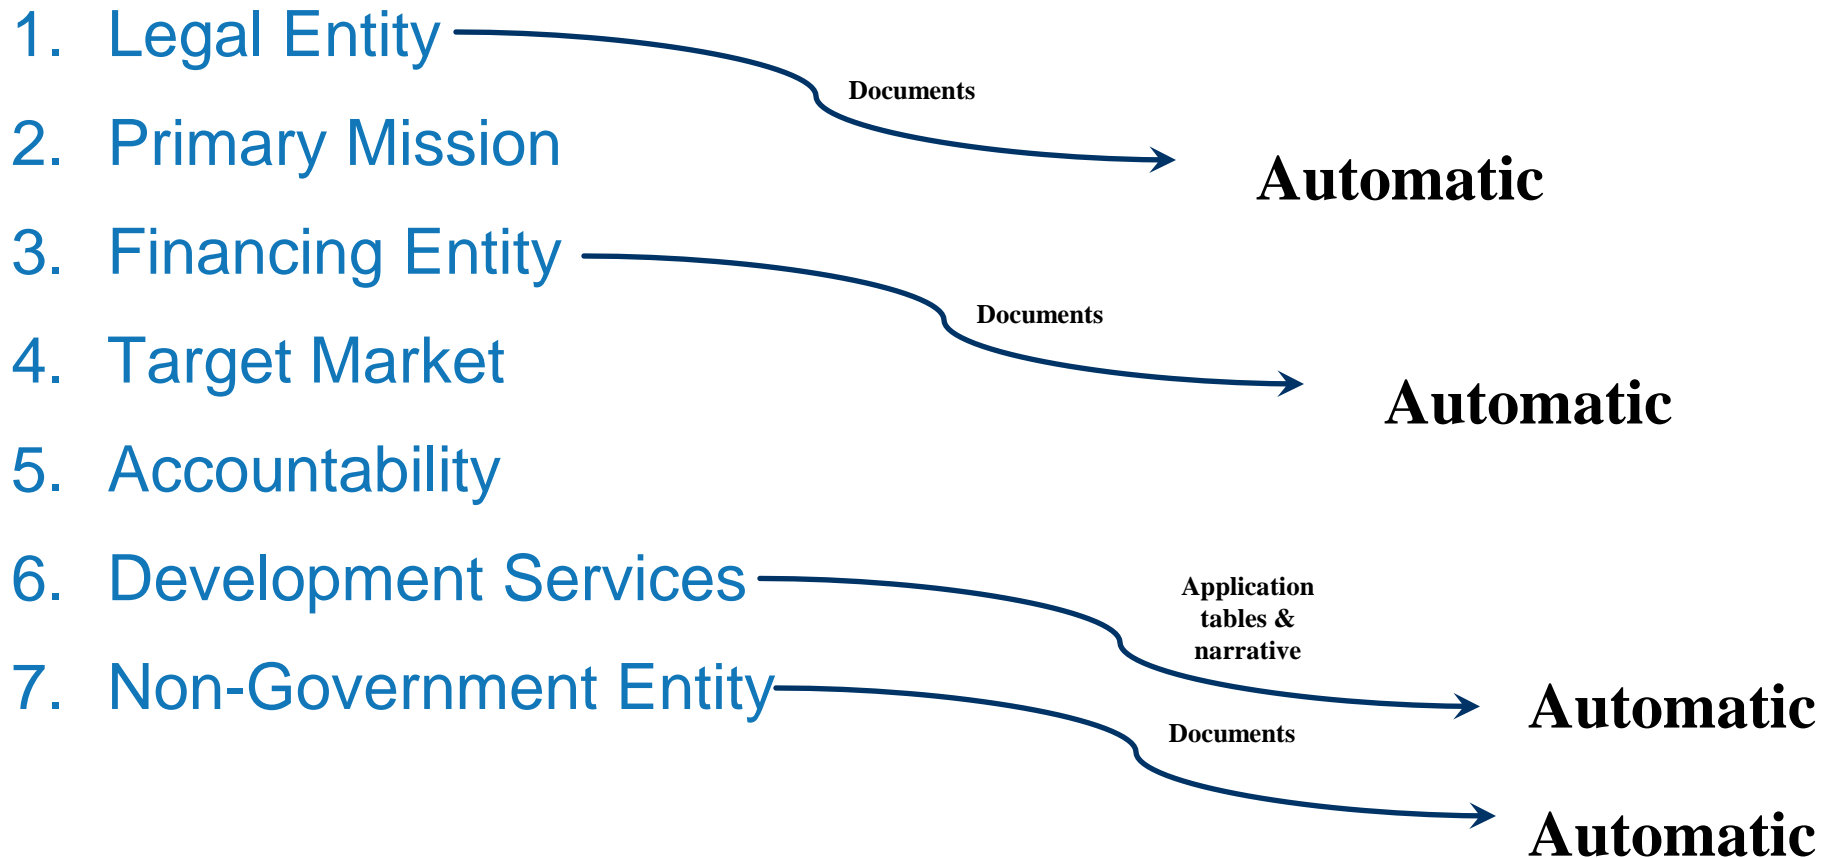 1. Legal Entity
Documents
2. Primary Mission
Automatic
3. Financing Entity
Documents
4. Target Market
Automatic
5. Accountability
6. Development Services
Application
tables &
narrative
7. Non-Government Entity
Automatic
Documents
Automatic